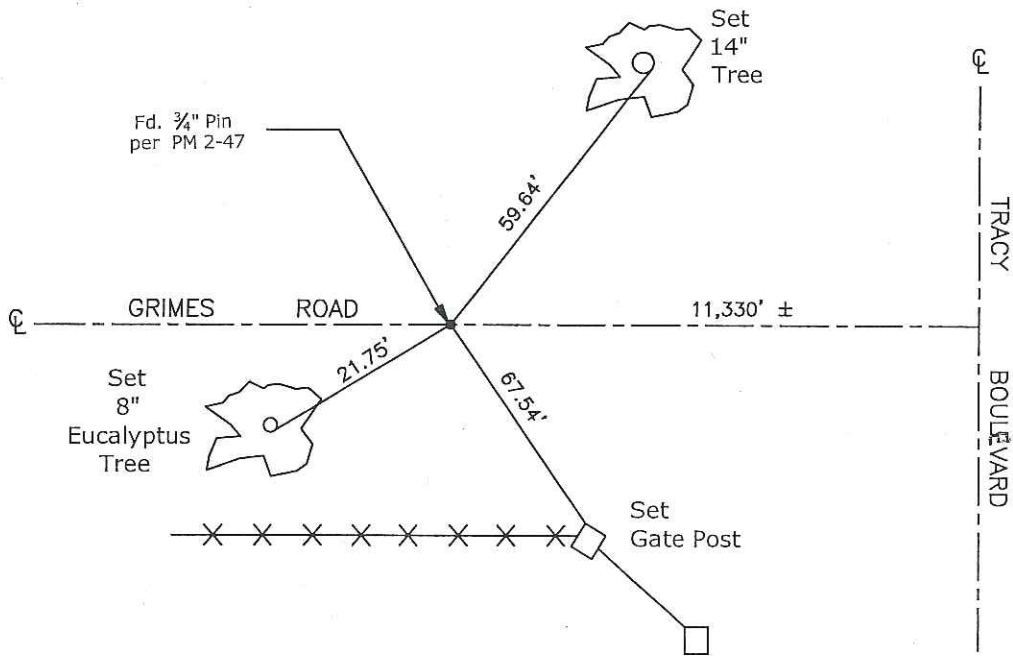 Set
14"
Tree
℄
Fd. ¾" Pin
per PM 2-47
59.64'
TRACY
BOULEVARD
℄
GRIMES ROAD
11,330' ±
21.75'
67.54'
Set
8"
Eucalyptus
Tree
Set
Gate Post